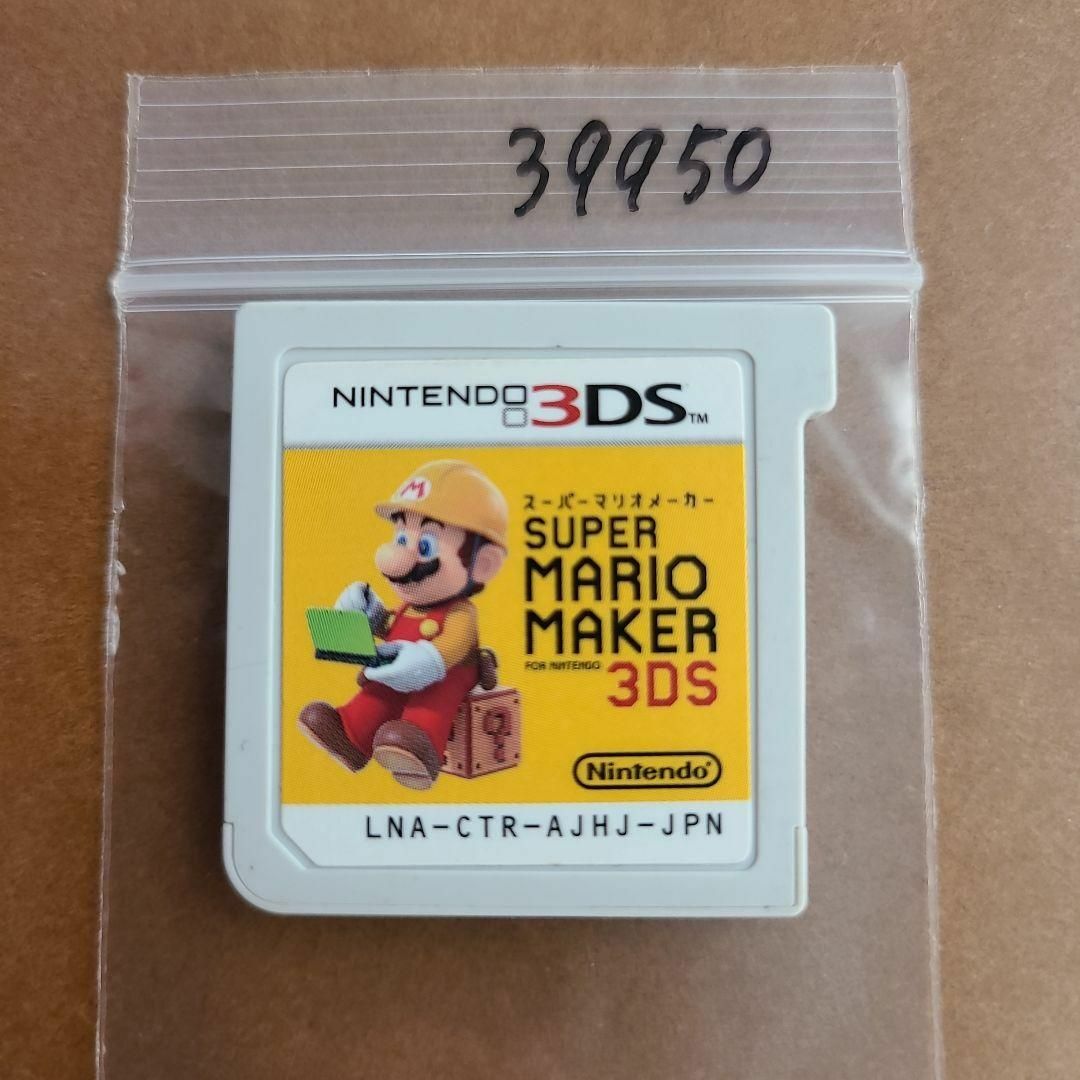 39950
NINTENDO 3DS™
M
スーパーマリオメーカー
SUPER
MARIO
MAKER
FOR NINTENDO
3DS
Nintendo
LNA-CTR-AJHJ-JPN